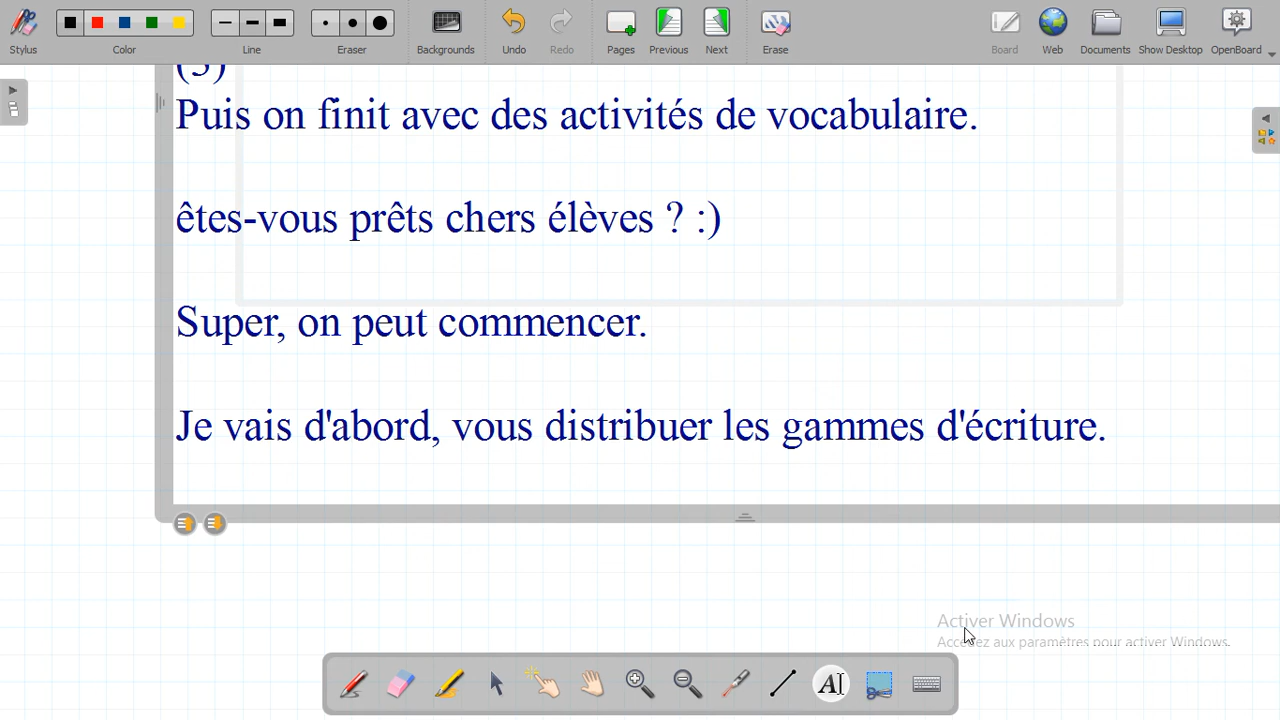 Stylus Color Line Eraser Backgrounds Undo Redo Pages Previous Next Erase Board Web Documents Show Desktop OpenBoard
(3)
Puis on finit avec des activités de vocabulaire.
êtes-vous prêts chers élèves ? :)
Super, on peut commencer.
Je vais d'abord, vous distribuer les gammes d'écriture.
Activer Windows
Accédez aux paramètres pour activer Windows.
AI